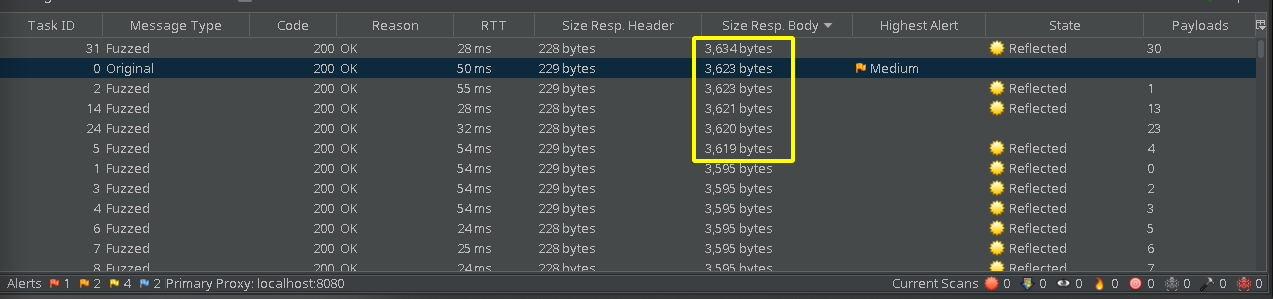 Task ID Message Type Code Reason RTT Size Resp. Header Size Resp. Body Highest Alert State Payloads
31 Fuzzed 200 OK 28 ms 228 bytes 3,634 bytes Reflected 30
0 Original 200 OK 50 ms 229 bytes 3,623 bytes Medium
2 Fuzzed 200 OK 55 ms 229 bytes 3,623 bytes Reflected 1
14 Fuzzed 200 OK 28 ms 228 bytes 3,621 bytes Reflected 13
24 Fuzzed 200 OK 32 ms 228 bytes 3,620 bytes 23
5 Fuzzed 200 OK 54 ms 229 bytes 3,619 bytes Reflected 4
1 Fuzzed 200 OK 54 ms 229 bytes 3,595 bytes Reflected 0
3 Fuzzed 200 OK 54 ms 229 bytes 3,595 bytes Reflected 2
4 Fuzzed 200 OK 54 ms 229 bytes 3,595 bytes Reflected 3
6 Fuzzed 200 OK 24 ms 228 bytes 3,595 bytes Reflected 5
7 Fuzzed 200 OK 25 ms 228 bytes 3,595 bytes Reflected 6
8 Fuzzed 200 OK 24 ms 228 bytes 3,595 bytes Reflected 7
Alerts 1 2 4 2 Primary Proxy: localhost:8080 Current Scans 0 0 0 0 0 0 0 0